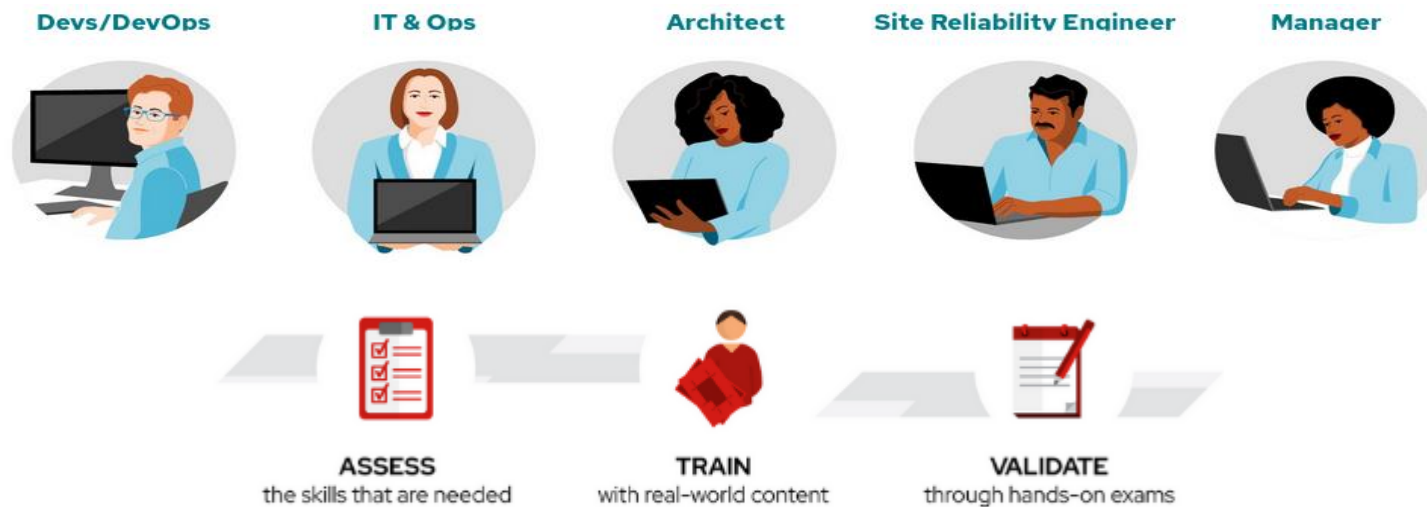 Devs/DevOps
IT & Ops
Architect
Site Reliability Engineer
Manager
ASSESS
the skills that are needed
TRAIN
with real-world content
VALIDATE
through hands-on exams